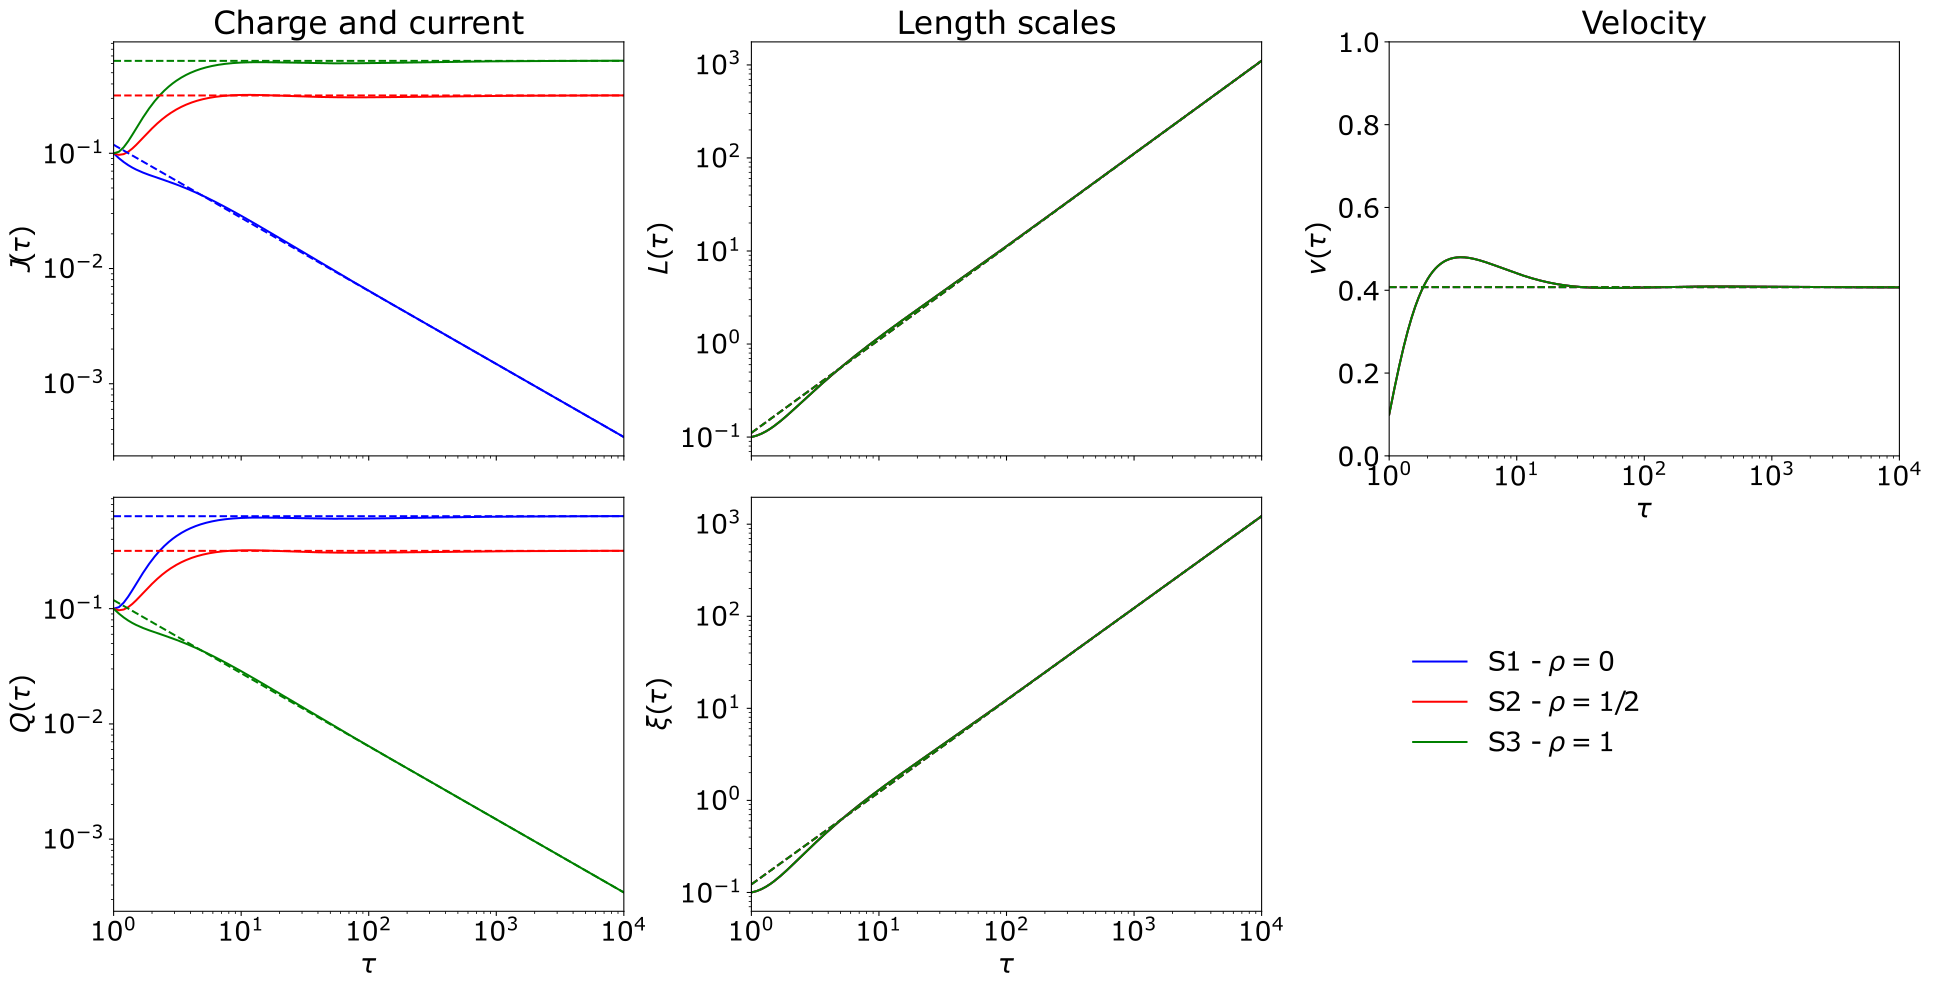 Charge and current
Length scales
Velocity
J(τ)
10⁻¹
10⁻²
10⁻³
L(τ)
10³
10²
10¹
10⁰
10⁻¹
v(τ)
1.0
0.8
0.6
0.4
0.2
0.0
10⁰ 10¹ 10² 10³ 10⁴
τ
Q(τ)
10⁻¹
10⁻²
10⁻³
10⁰ 10¹ 10² 10³ 10⁴
τ
ξ(τ)
10³
10²
10¹
10⁰
10⁻¹
10⁰ 10¹ 10² 10³ 10⁴
τ
S1 - ρ = 0
S2 - ρ = 1/2
S3 - ρ = 1